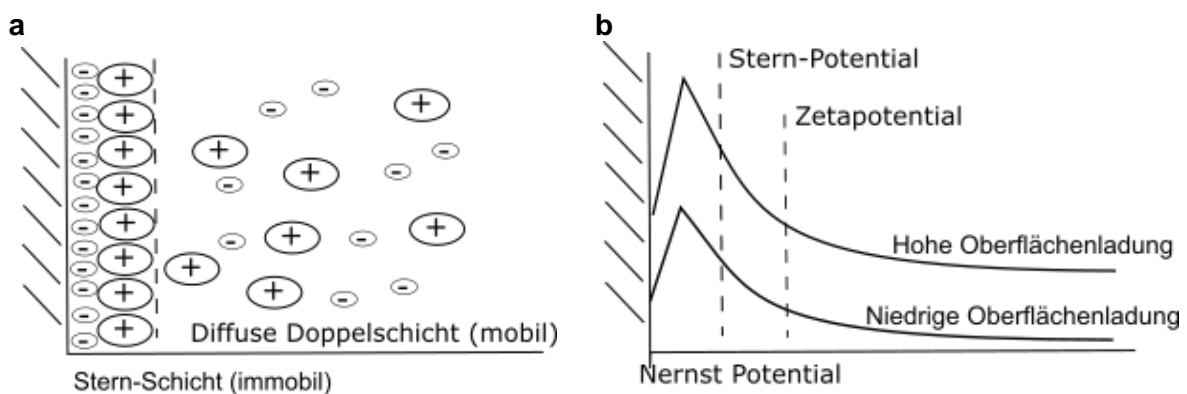 a
Diffuse Doppelschicht (mobil)
Stern-Schicht (immobil)
b
Stern-Potential
Zetapotential
Hohe Oberflächenladung
Niedrige Oberflächenladung
Nernst Potential